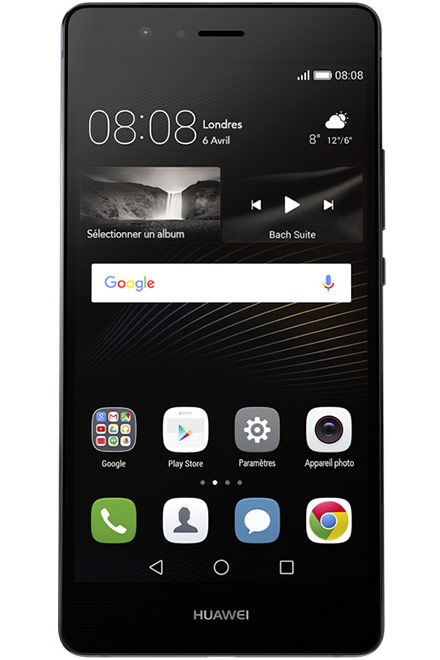 08:08
08:08
Londres
6 Avril
8° 12°/6°
Sélectionner un album
Bach Suite
Google
Google
Play Store
Paramètres
Appareil photo
HUAWEI